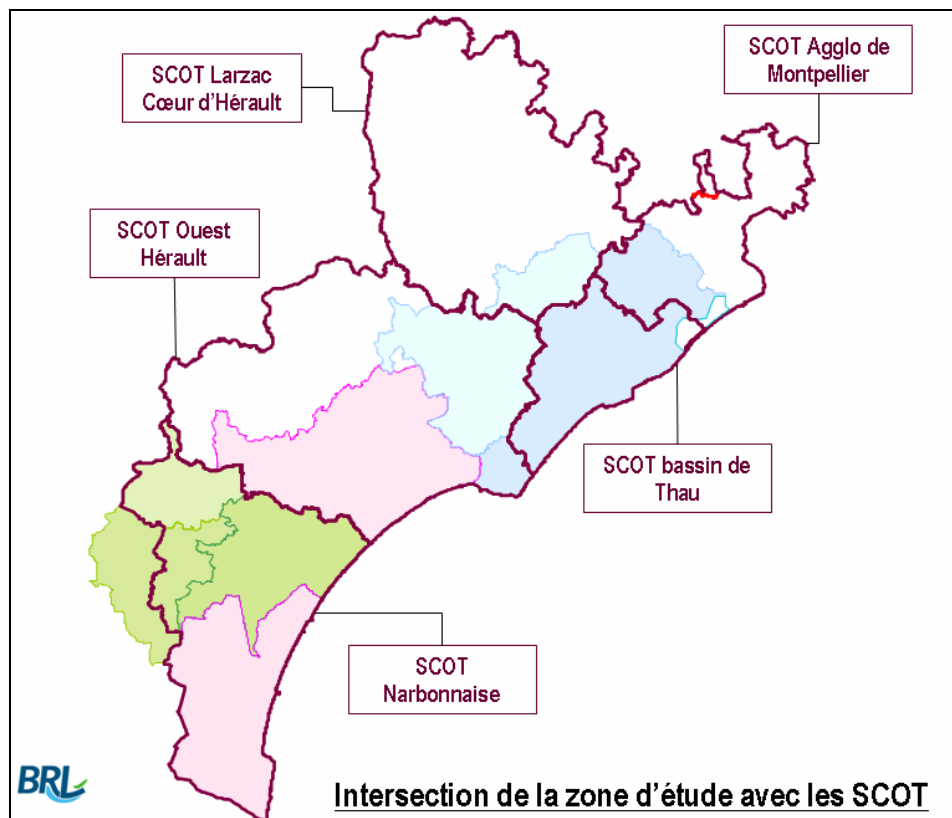 SCOT Agglo de
Montpellier
SCOT Larzac
Cœur d'Hérault
SCOT Ouest
Hérault
SCOT bassin de
Thau
SCOT
Narbonnaise
BRL
Intersection de la zone d'étude avec les SCOT